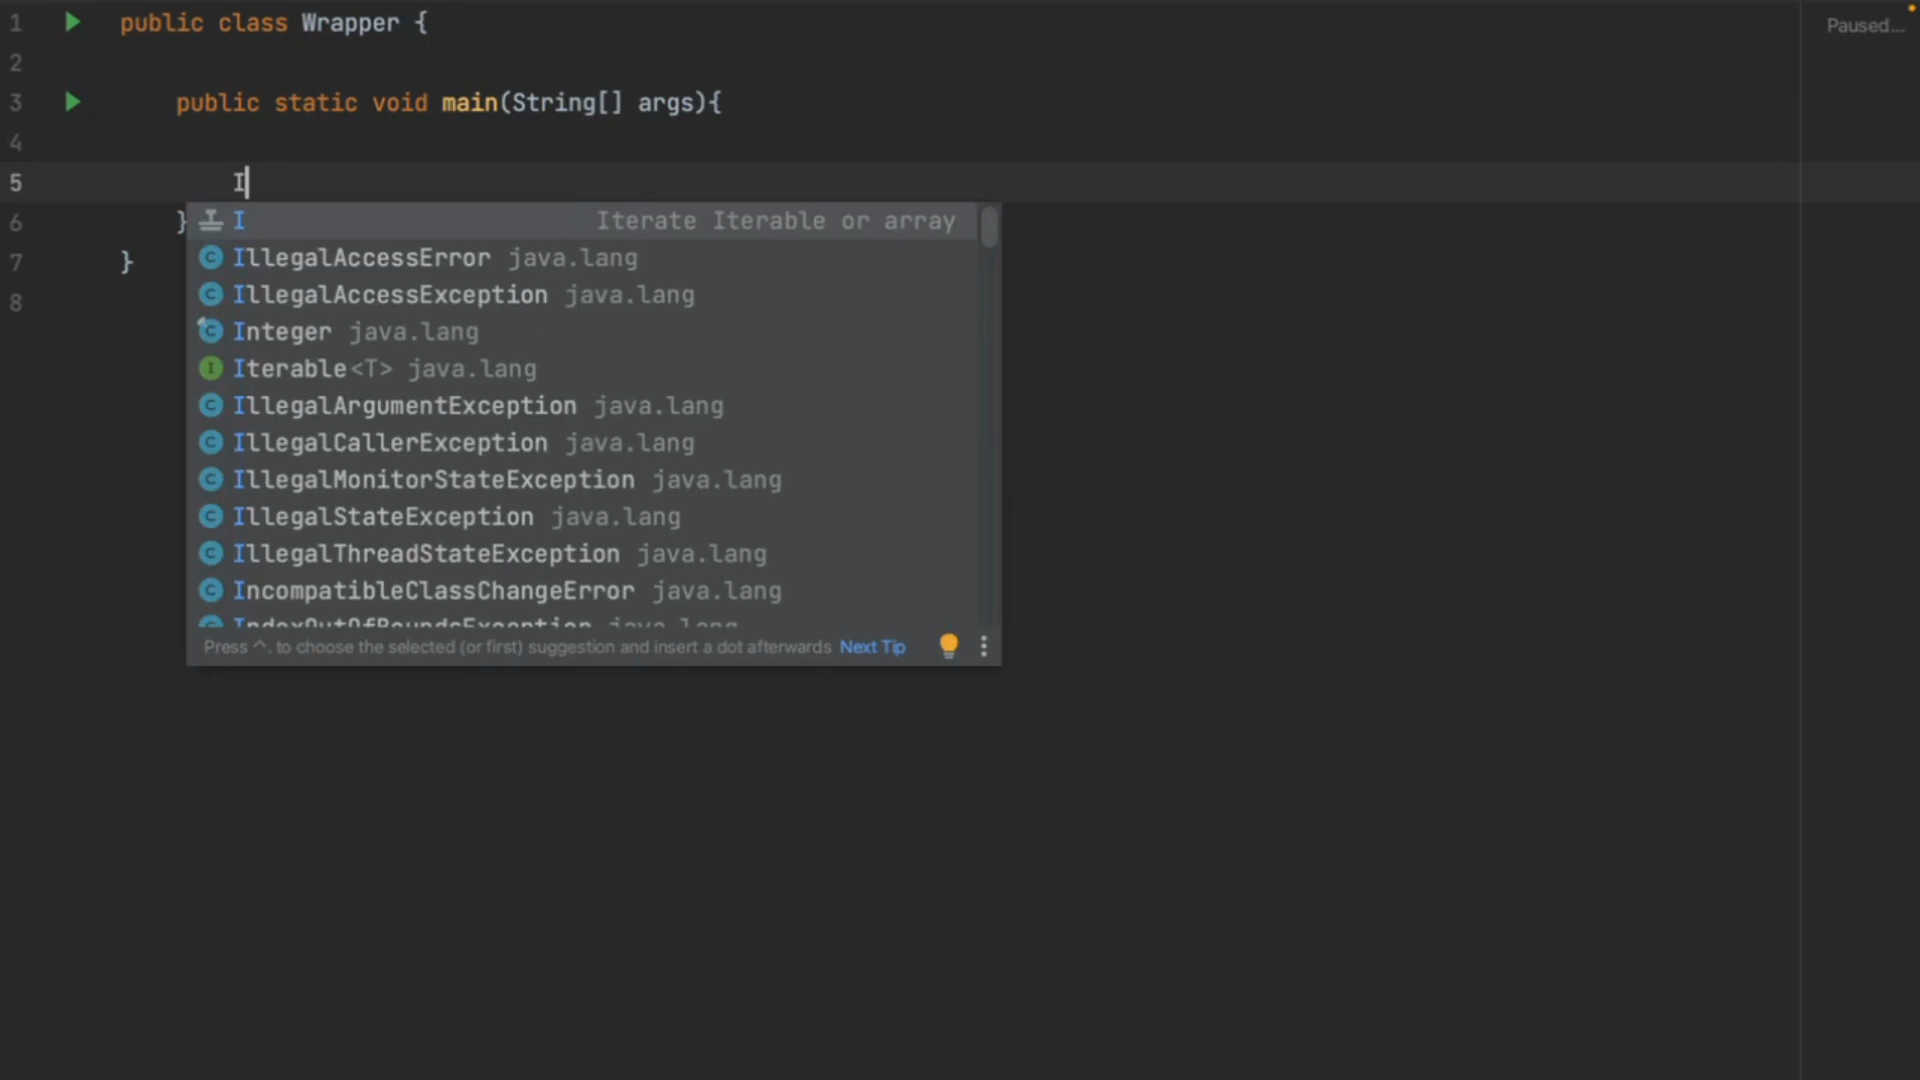 Paused...
1 public class Wrapper {
2
3 public static void main(String[] args){
4
5 I
6 }
7 }
8
I Iterate Iterable or array
IllegalAccessError java.lang
IllegalAccessException java.lang
Integer java.lang
Iterable<T> java.lang
IllegalArgumentException java.lang
IllegalCallerException java.lang
IllegalMonitorStateException java.lang
IllegalStateException java.lang
IllegalThreadStateException java.lang
IncompatibleClassChangeError java.lang
IndexOutOfBoundsException java.lang
Press ^. to choose the selected (or first) suggestion and insert a dot afterwards Next Tip